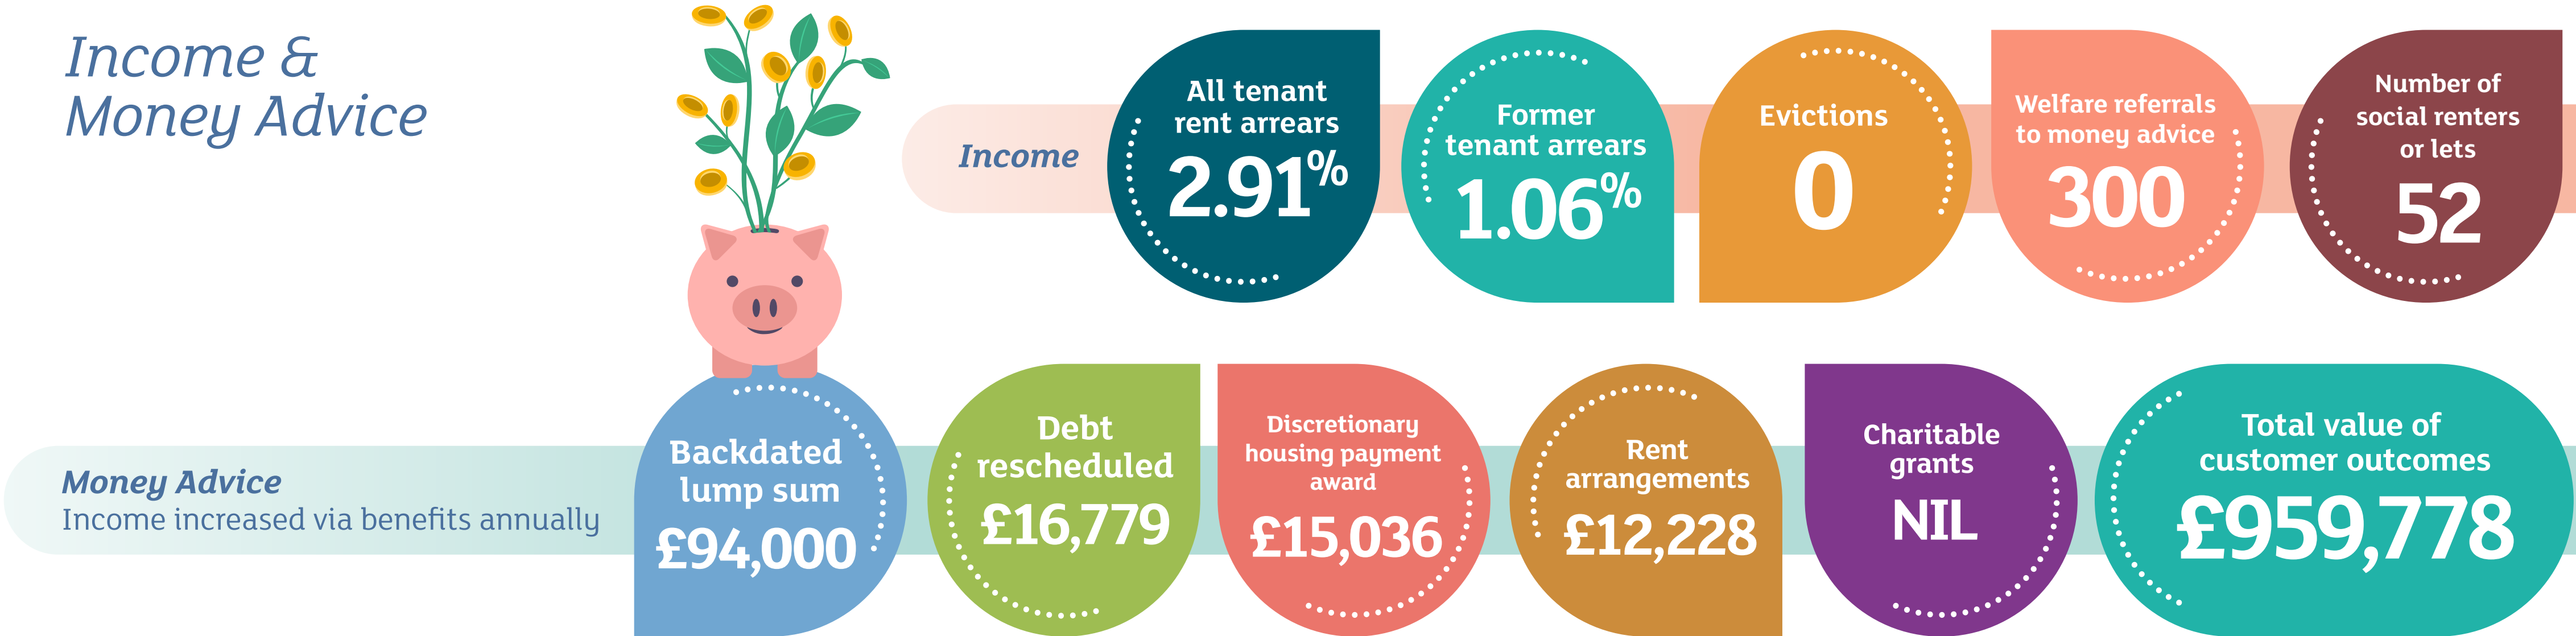 Income &
Money Advice
Income
All tenant
rent arrears
2.91%
Former
tenant arrears
1.06%
Evictions
0
Welfare referrals
to money advice
300
Number of
social renters
or lets
52
Money Advice
Income increased via benefits annually
Backdated
lump sum
£94,000
Debt
rescheduled
£16,779
Discretionary
housing payment
award
£15,036
Rent
arrangements
£12,228
Charitable
grants
NIL
Total value of
customer outcomes
£959,778